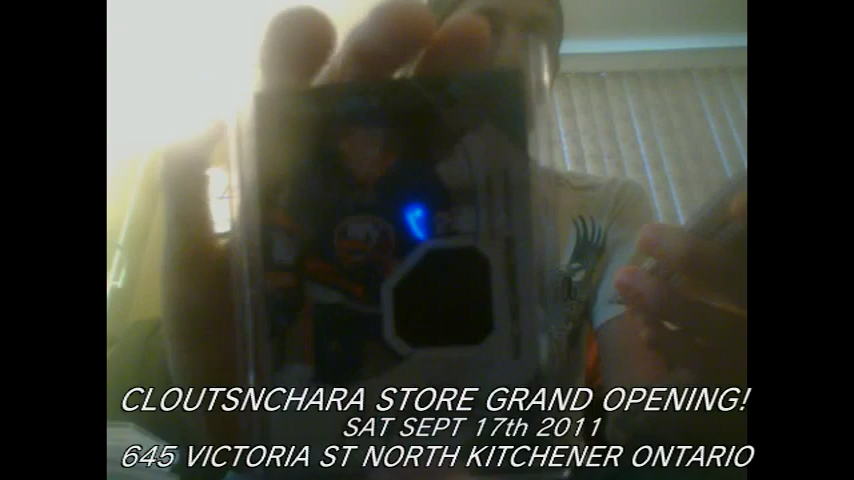 CLOUTSNCHARA STORE GRAND OPENING!
SAT SEPT 17th 2011
645 VICTORIA ST NORTH KITCHENER ONTARIO